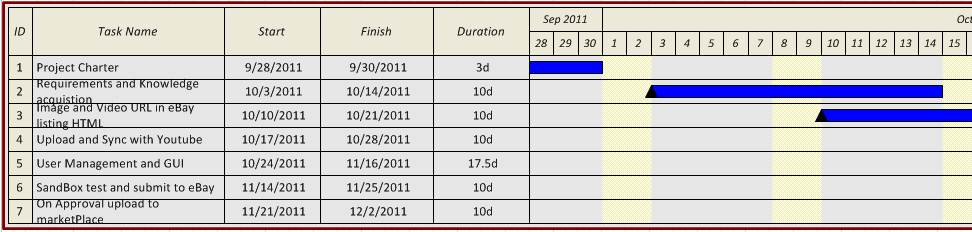 ID Task Name Start Finish Duration Sep 2011 Oct
28 29 30 1 2 3 4 5 6 7 8 9 10 11 12 13 14 15
1 Project Charter 9/28/2011 9/30/2011 3d
2 Requirements and Knowledge acquistion 10/3/2011 10/14/2011 10d
3 Image and Video URL in eBay listing HTML 10/10/2011 10/21/2011 10d
4 Upload and Sync with Youtube 10/17/2011 10/28/2011 10d
5 User Management and GUI 10/24/2011 11/16/2011 17.5d
6 SandBox test and submit to eBay 11/14/2011 11/25/2011 10d
7 On Approval upload to marketPlace 11/21/2011 12/2/2011 10d